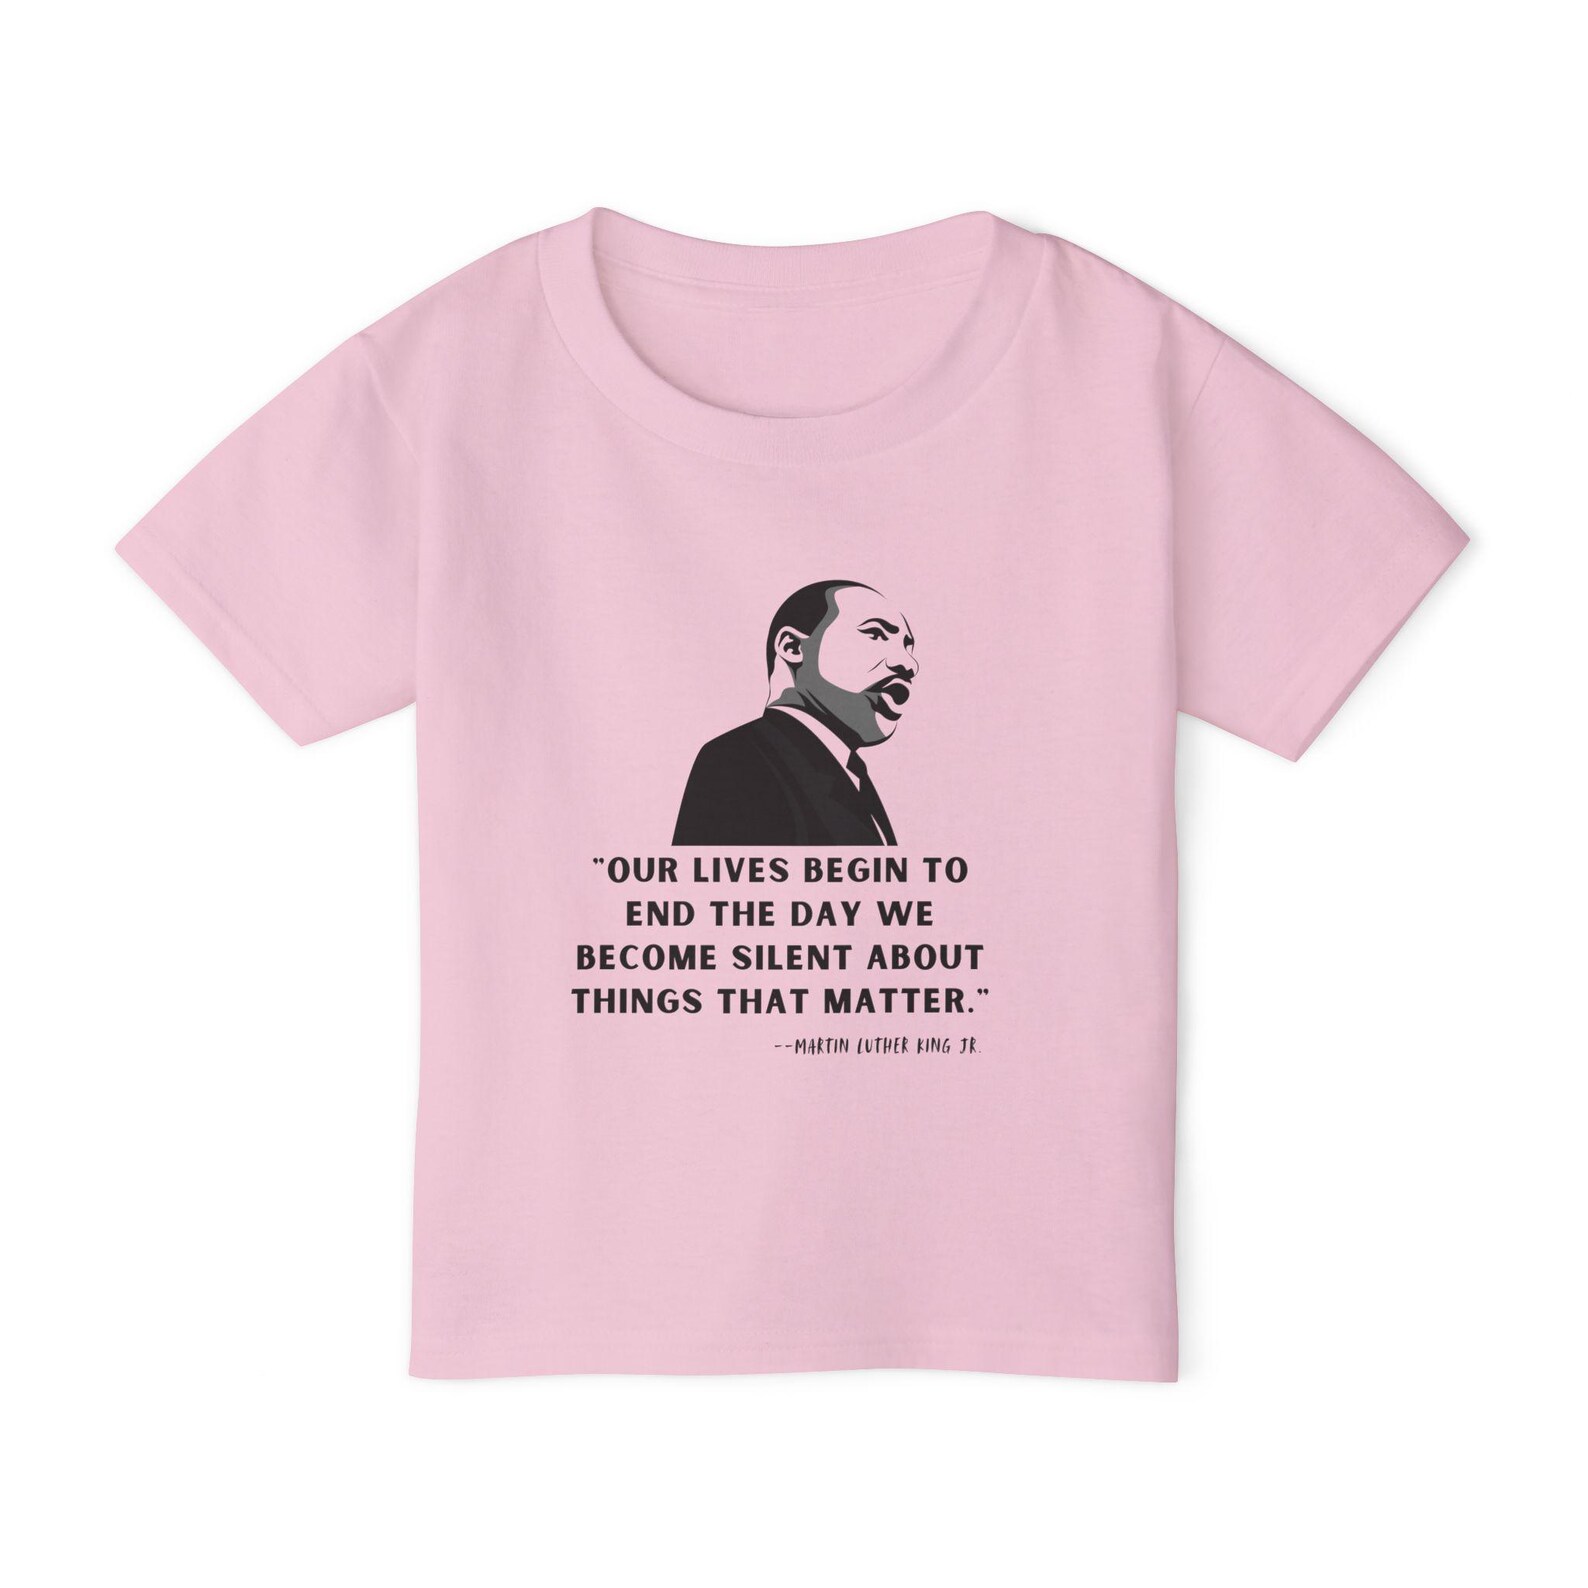 "OUR LIVES BEGIN TO
END THE DAY WE
BECOME SILENT ABOUT
THINGS THAT MATTER."
--MARTIN LUTHER KING JR.